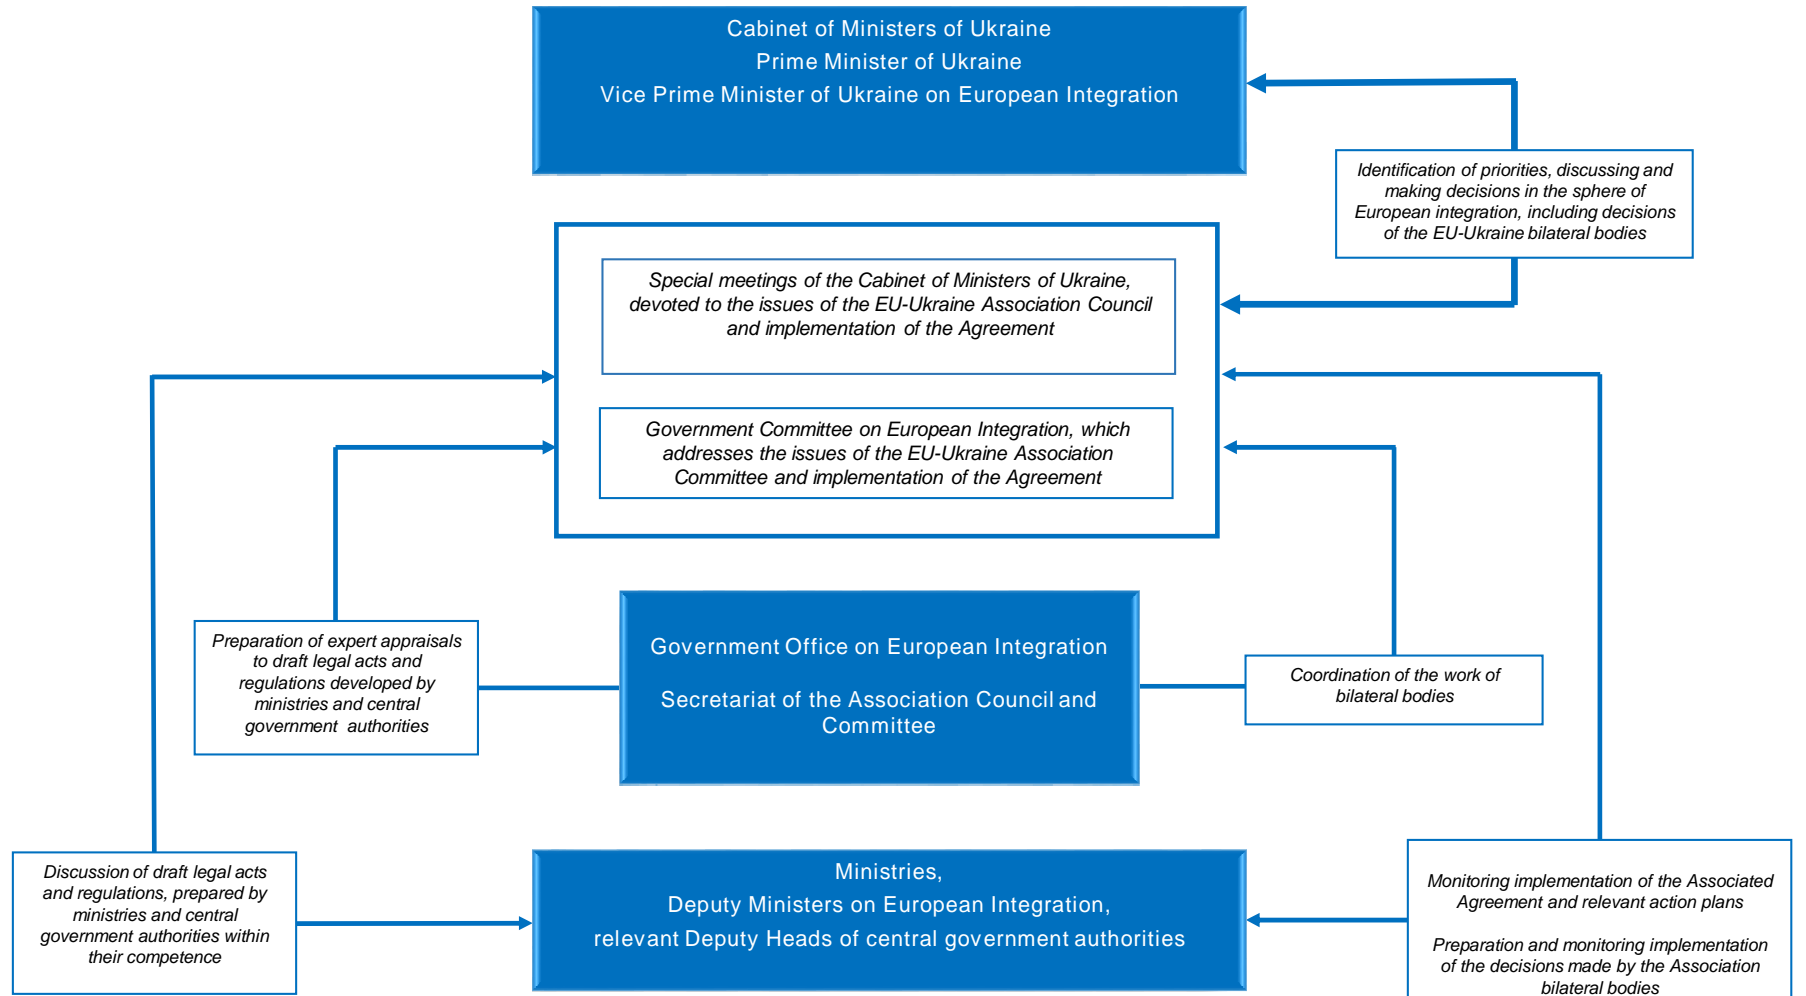 Cabinet of Ministers of Ukraine
Prime Minister of Ukraine
Vice Prime Minister of Ukraine on European Integration
Identification of priorities, discussing and
making decisions in the sphere of
European integration, including decisions
of the EU-Ukraine bilateral bodies
Special meetings of the Cabinet of Ministers of Ukraine,
devoted to the issues of the EU-Ukraine Association Council
and implementation of the Agreement
Government Committee on European Integration, which
addresses the issues of the EU-Ukraine Association
Committee and implementation of the Agreement
Preparation of expert appraisals
to draft legal acts and
regulations developed by
ministries and central
government authorities
Government Office on European Integration
Secretariat of the Association Council and
Committee
Coordination of the work of
bilateral bodies
Discussion of draft legal acts
and regulations, prepared by
ministries and central
government authorities within
their competence
Ministries,
Deputy Ministers on European Integration,
relevant Deputy Heads of central government authorities
Monitoring implementation of the Associated
Agreement and relevant action plans
Preparation and monitoring implementation
of the decisions made by the Association
bilateral bodies